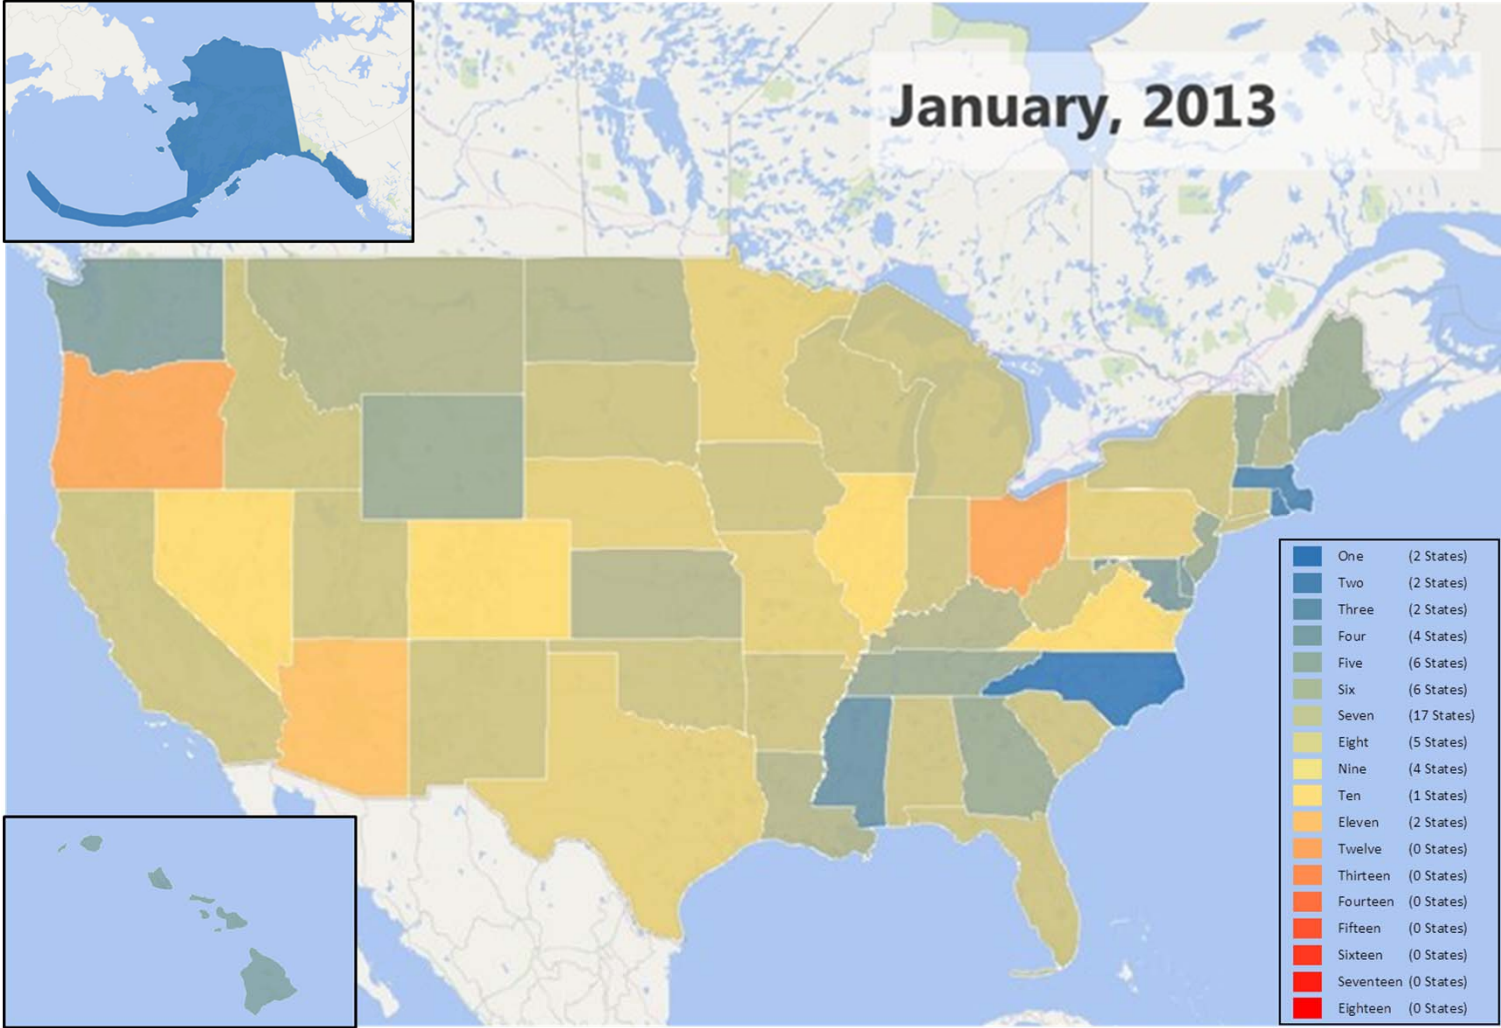 January, 2013
One (2 States)
Two (2 States)
Three (2 States)
Four (4 States)
Five (6 States)
Six (6 States)
Seven (17 States)
Eight (5 States)
Nine (4 States)
Ten (1 States)
Eleven (2 States)
Twelve (0 States)
Thirteen (0 States)
Fourteen (0 States)
Fifteen (0 States)
Sixteen (0 States)
Seventeen (0 States)
Eighteen (0 States)